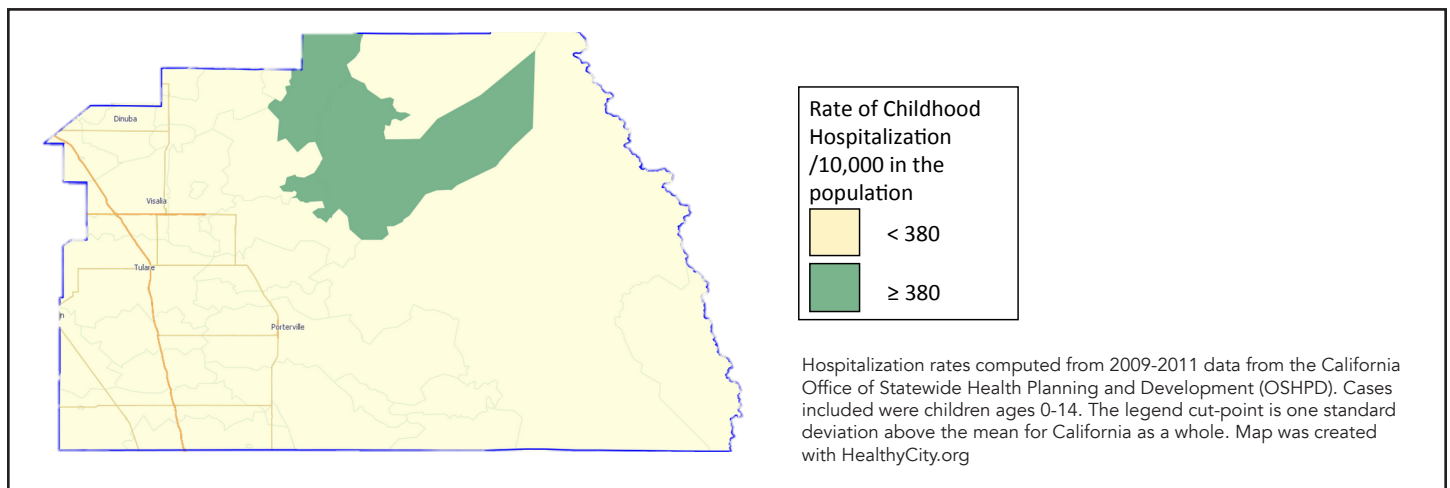 Dinuba
Visalia
Tulare
jn
Porterville
Rate of Childhood
Hospitalization
/10,000 in the
population
< 380
≥ 380
Hospitalization rates computed from 2009-2011 data from the California
Office of Statewide Health Planning and Development (OSHPD). Cases
included were children ages 0-14. The legend cut-point is one standard
deviation above the mean for California as a whole. Map was created
with HealthyCity.org